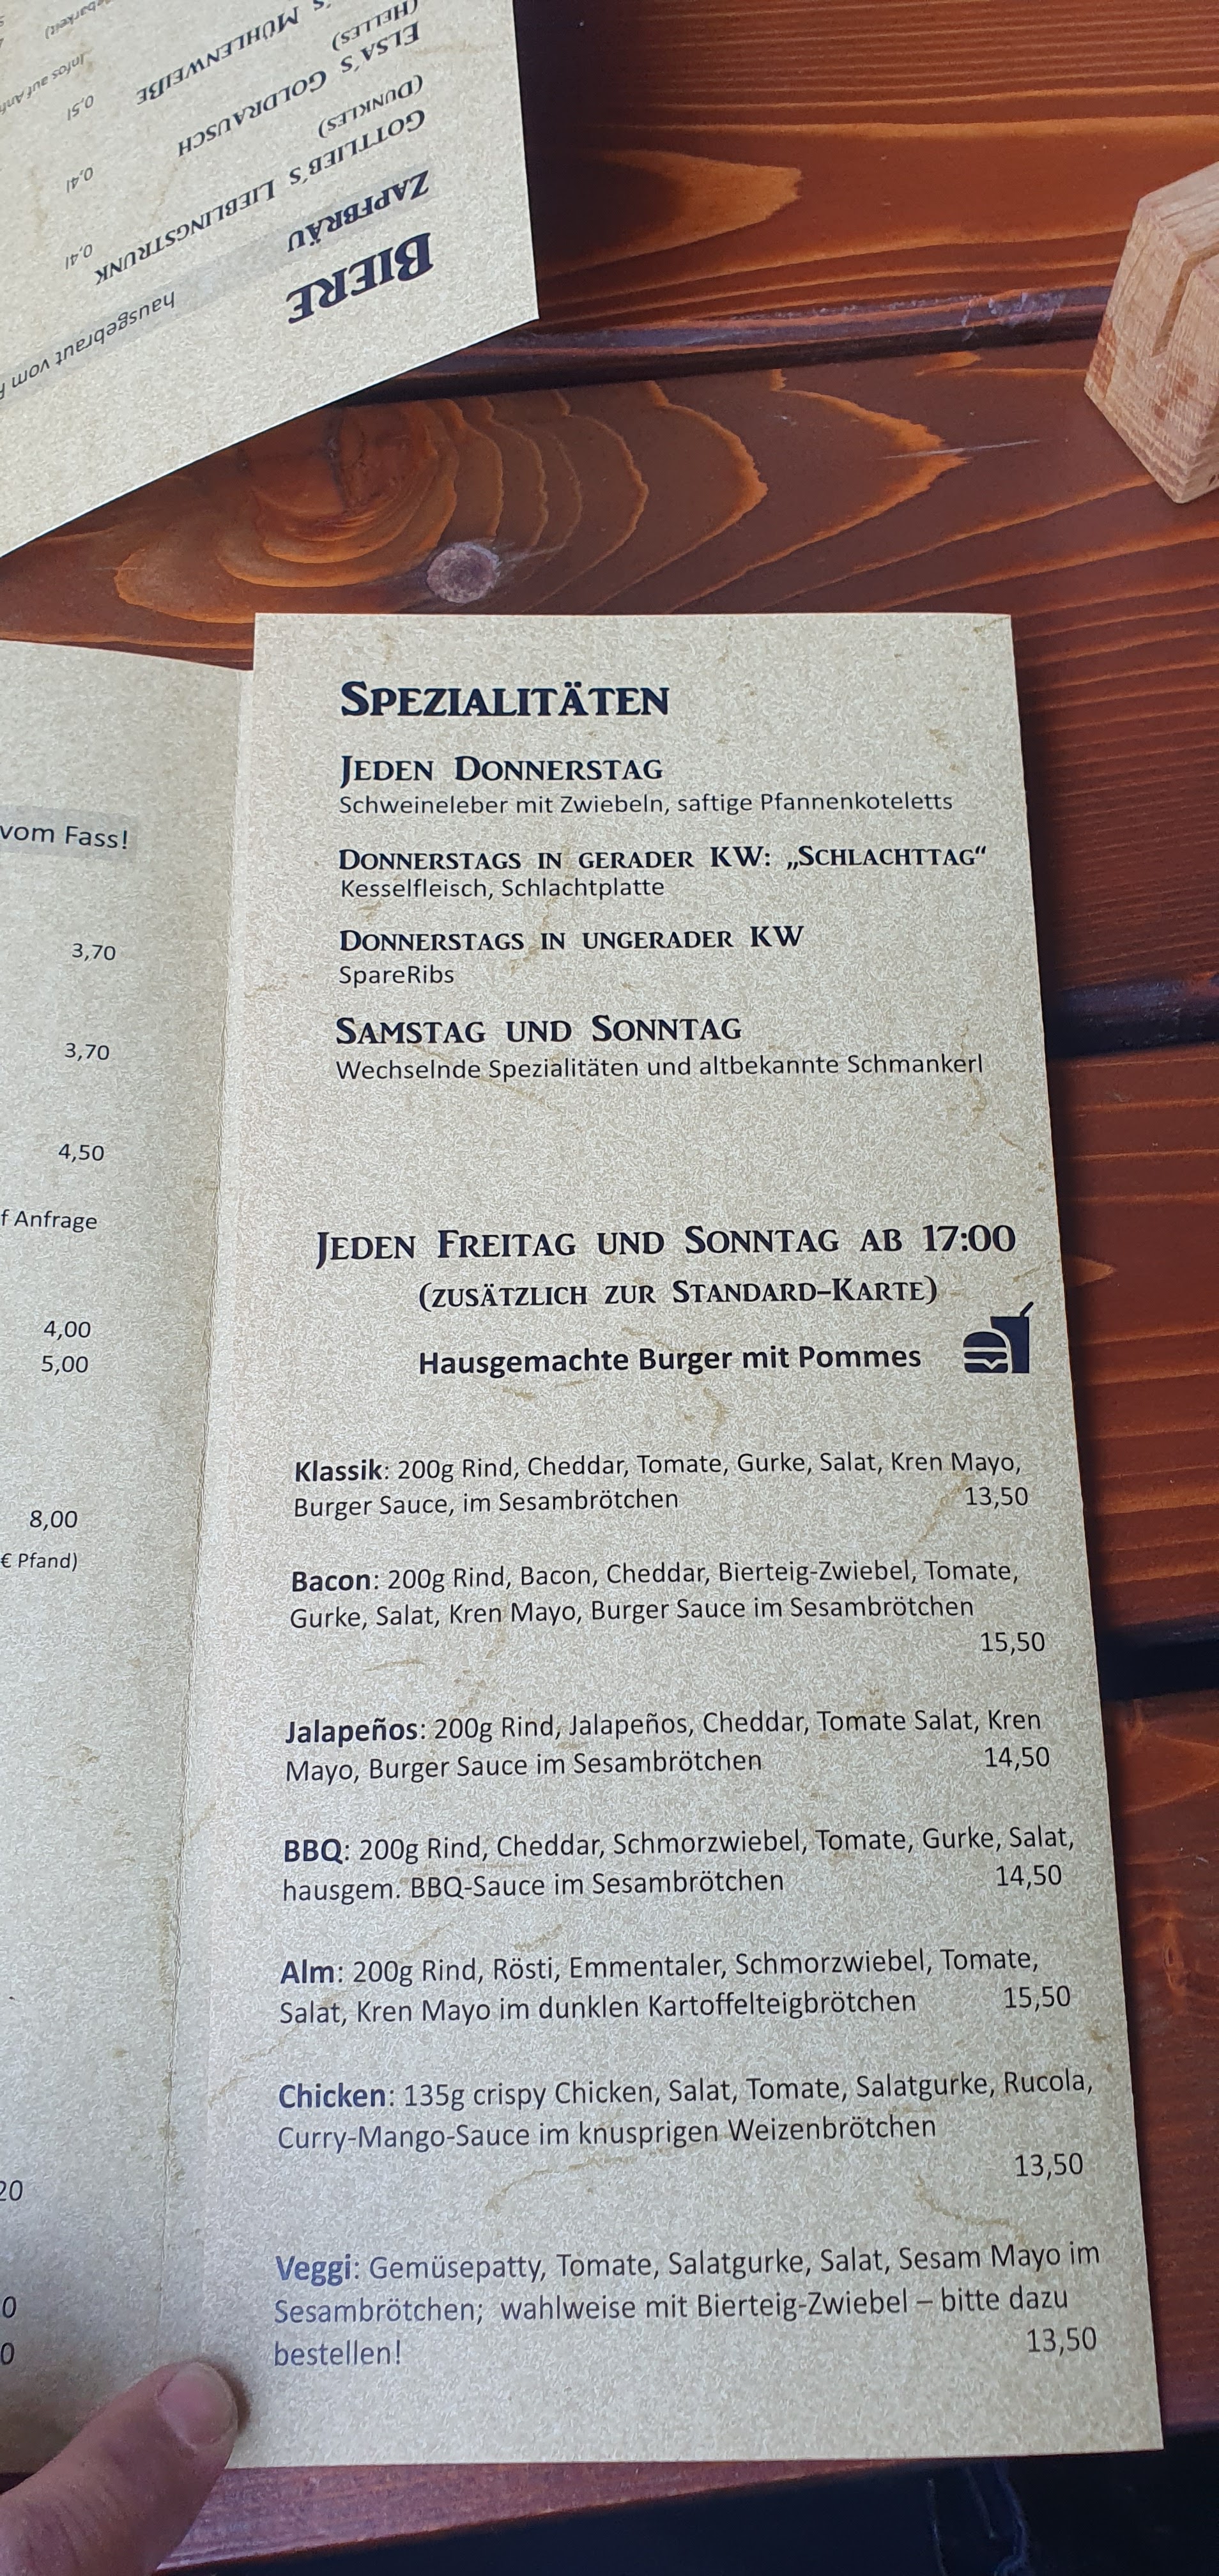 BIERE
ZAPFBRÄU
hausgebraut vom
GOTTLIEB´S LIEBLINGSTRUNK
0,4l
(DUNKLES)
ELSA´S GOLDRAUSCH
0,4l
(HELLES)
MÜHLENWEIßE
0,5l
Infos auf
vom Fass!
3,70
3,70
4,50
f Anfrage
4,00
5,00
8,00
€ Pfand)
20
0
0
SPEZIALITÄTEN
JEDEN DONNERSTAG
Schweineleber mit Zwiebeln, saftige Pfannenkoteletts
DONNERSTAGS IN GERADER KW: „SCHLACHTTAG“
Kesselfleisch, Schlachtplatte
DONNERSTAGS IN UNGERADER KW
SpareRibs
SAMSTAG UND SONNTAG
Wechselnde Spezialitäten und altbekannte Schmankerl
JEDEN FREITAG UND SONNTAG AB 17:00
(ZUSÄTZLICH ZUR STANDARD-KARTE)
Hausgemachte Burger mit Pommes
Klassik: 200g Rind, Cheddar, Tomate, Gurke, Salat, Kren Mayo,
Burger Sauce, im Sesambrötchen 13,50
Bacon: 200g Rind, Bacon, Cheddar, Bierteig-Zwiebel, Tomate,
Gurke, Salat, Kren Mayo, Burger Sauce im Sesambrötchen
15,50
Jalapeños: 200g Rind, Jalapeños, Cheddar, Tomate Salat, Kren
Mayo, Burger Sauce im Sesambrötchen 14,50
BBQ: 200g Rind, Cheddar, Schmorzwiebel, Tomate, Gurke, Salat,
hausgem. BBQ-Sauce im Sesambrötchen 14,50
Alm: 200g Rind, Rösti, Emmentaler, Schmorzwiebel, Tomate,
Salat, Kren Mayo im dunklen Kartoffelteigbrötchen 15,50
Chicken: 135g crispy Chicken, Salat, Tomate, Salatgurke, Rucola,
Curry-Mango-Sauce im knusprigen Weizenbrötchen
13,50
Veggi: Gemüsepatty, Tomate, Salatgurke, Salat, Sesam Mayo im
Sesambrötchen; wahlweise mit Bierteig-Zwiebel – bitte dazu
bestellen! 13,50